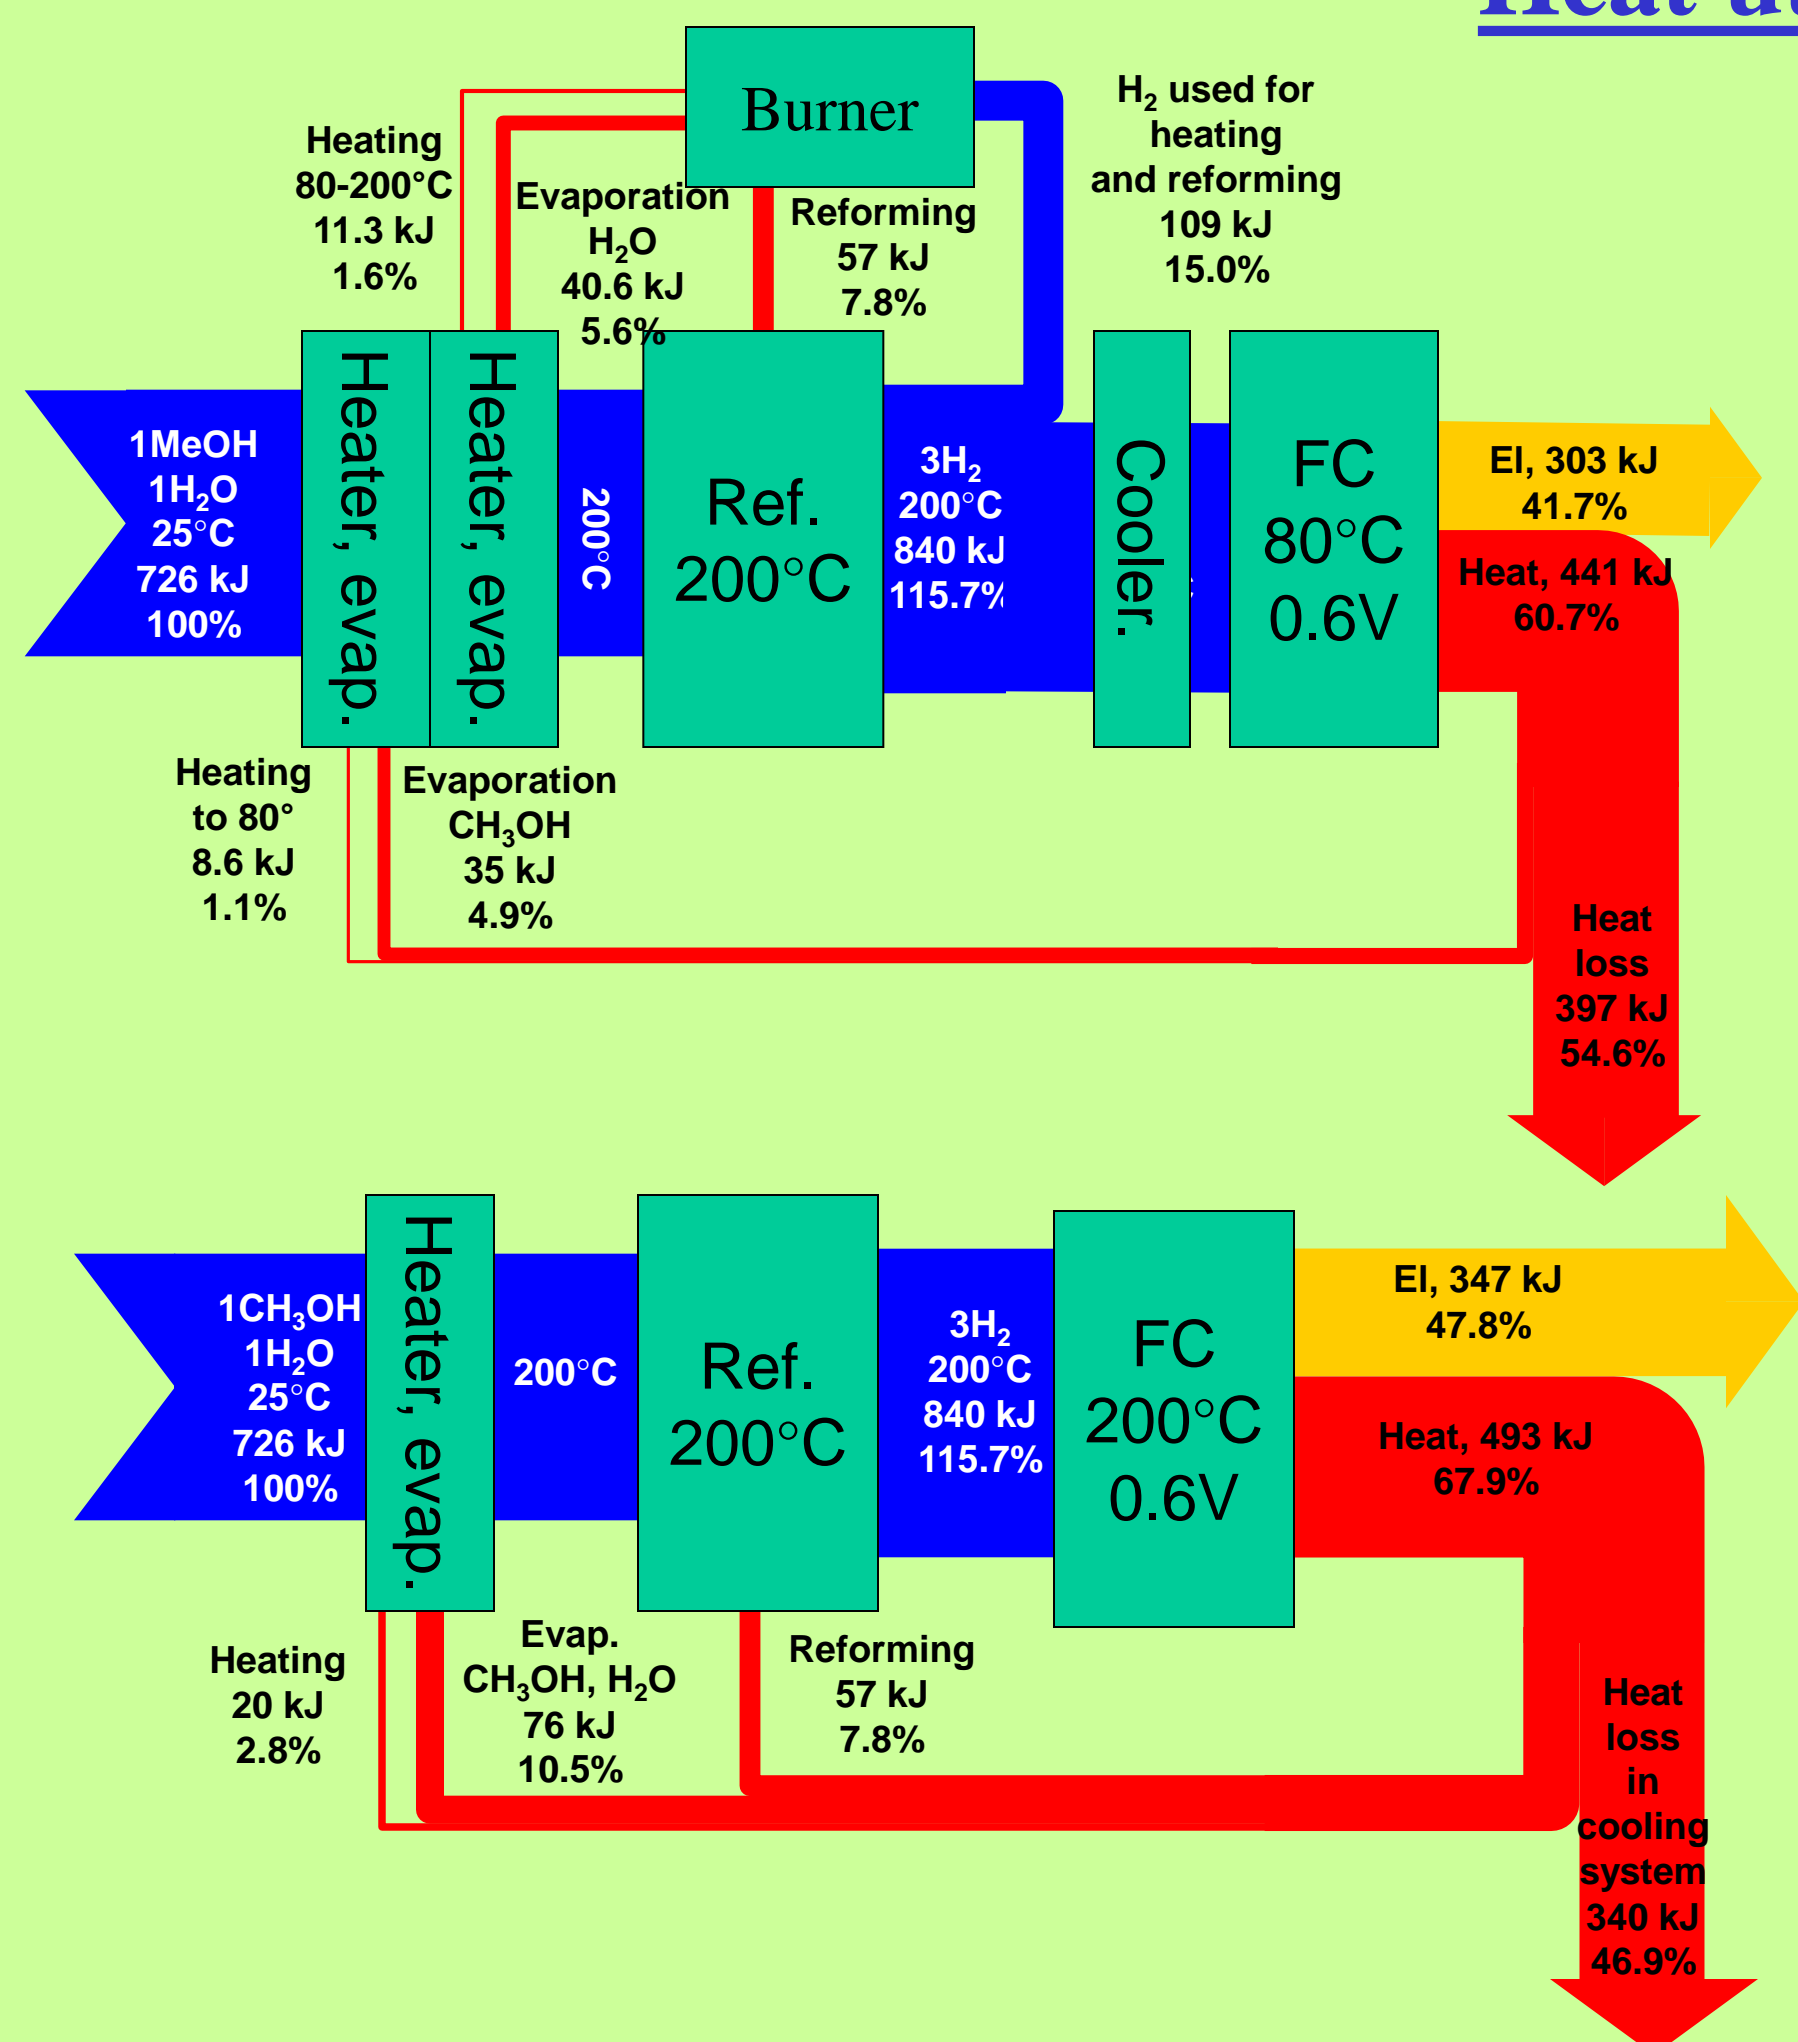 Burner
H₂ used for
heating
and reforming
109 kJ
15.0%
Heating
80-200°C
11.3 kJ
1.6%
Evaporation
H₂O
40.6 kJ
5.6%
Reforming
57 kJ
7.8%
1MeOH
1H₂O
25°C
726 kJ
100%
Heater, evap.
Heater, evap.
200°C
Ref.
200°C
3H₂
200°C
840 kJ
115.7%
Cooler.
FC
80°C
0.6V
El, 303 kJ
41.7%
Heat, 441 kJ
60.7%
Heating
to 80°
8.6 kJ
1.1%
Evaporation
CH₃OH
35 kJ
4.9%
Heat
loss
397 kJ
54.6%
1CH₃OH
1H₂O
25°C
726 kJ
100%
Heater, evap.
200°C
Ref.
200°C
3H₂
200°C
840 kJ
115.7%
FC
200°C
0.6V
El, 347 kJ
47.8%
Heat, 493 kJ
67.9%
Heating
20 kJ
2.8%
Evap.
CH₃OH, H₂O
76 kJ
10.5%
Reforming
57 kJ
7.8%
Heat
loss
in
cooling
system
340 kJ
46.9%